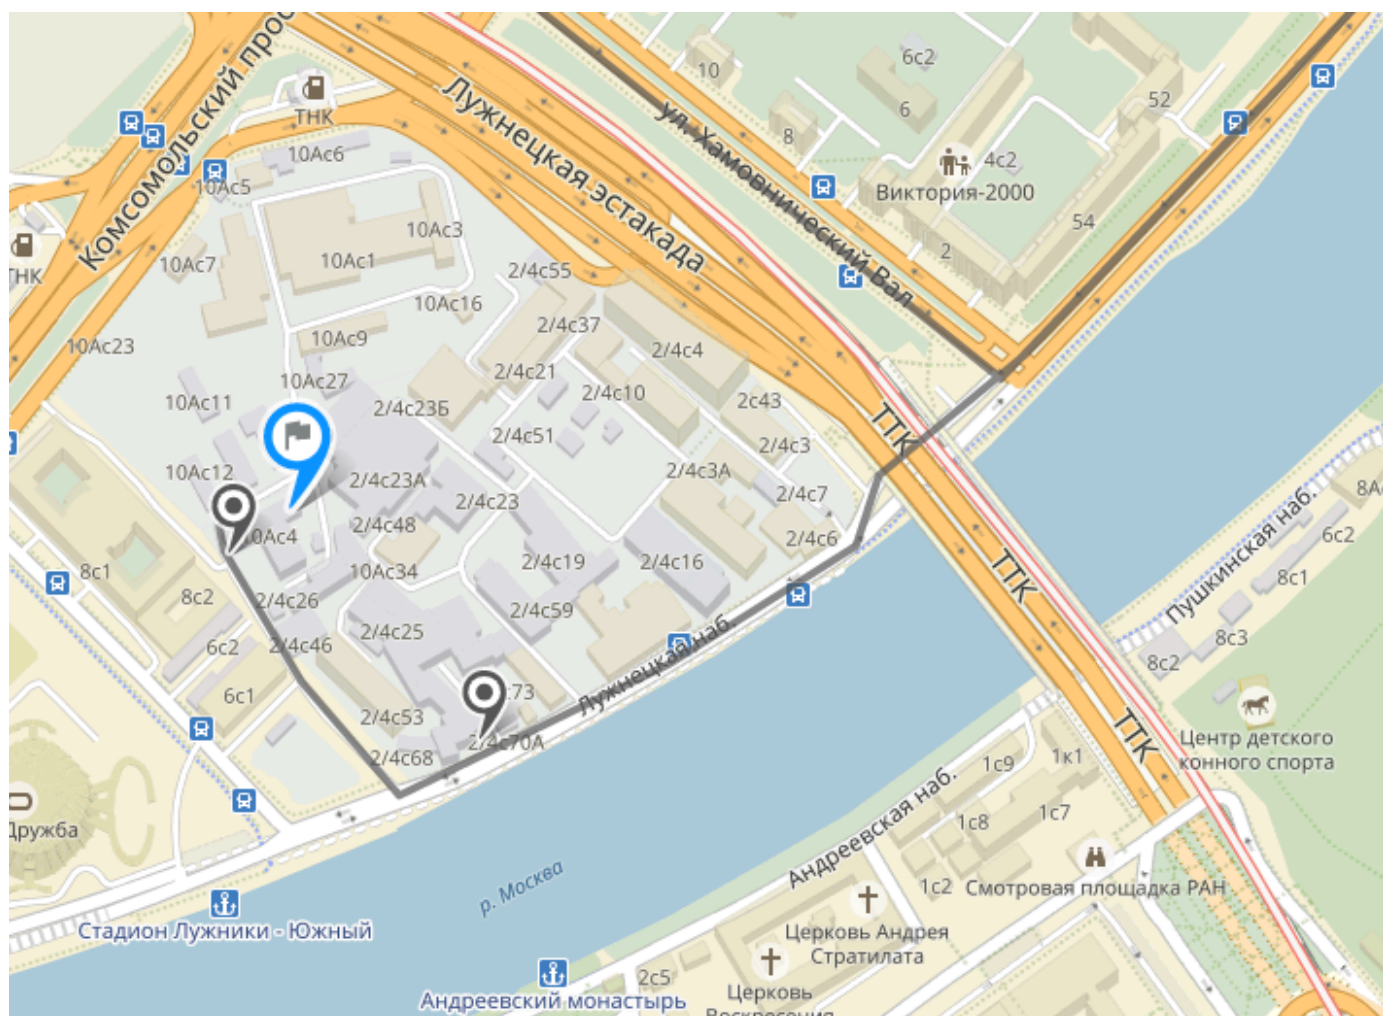 Комсомольский прос
ТНК
ТНК
Лужнецкая эстакада
ул. Хамовнический Вал
10
6с2
6
8
52
4с2
Виктория-2000
54
2
10Ас6
10Ас5
10Ас3
10Ас7
10Ас1
10Ас16
10Ас23
10Ас9
2/4с55
2/4с37
2/4с4
2/4с21
2/4с10
2с43
10Ас27
10Ас11
2/4с23Б
2/4с51
2/4с3
ТТК
10Ас12
2/4с23А
2/4с23
2/4с3А
2/4с7
10Ас4
2/4с48
2/4с6
10Ас34
2/4с19
2/4с16
8с1
8с2
2/4с26
2/4с59
2/4с46
2/4с25
6с2
6с1
с73
2/4с53
2/4с70А
2/4с68
Лужнецкая наб.
ТТК
ТТК
Пушкинская наб.
8А
6с2
8с1
8с3
8с2
Центр детского
конного спорта
Дружба
р. Москва
Стадион Лужники - Южный
Андреевская наб.
1с9
1к1
1с7
1с8
1с2
Смотровая площадка РАН
Церковь Андрея
Стратилата
2с5
Андреевский монастырь
Церковь
Воскресения